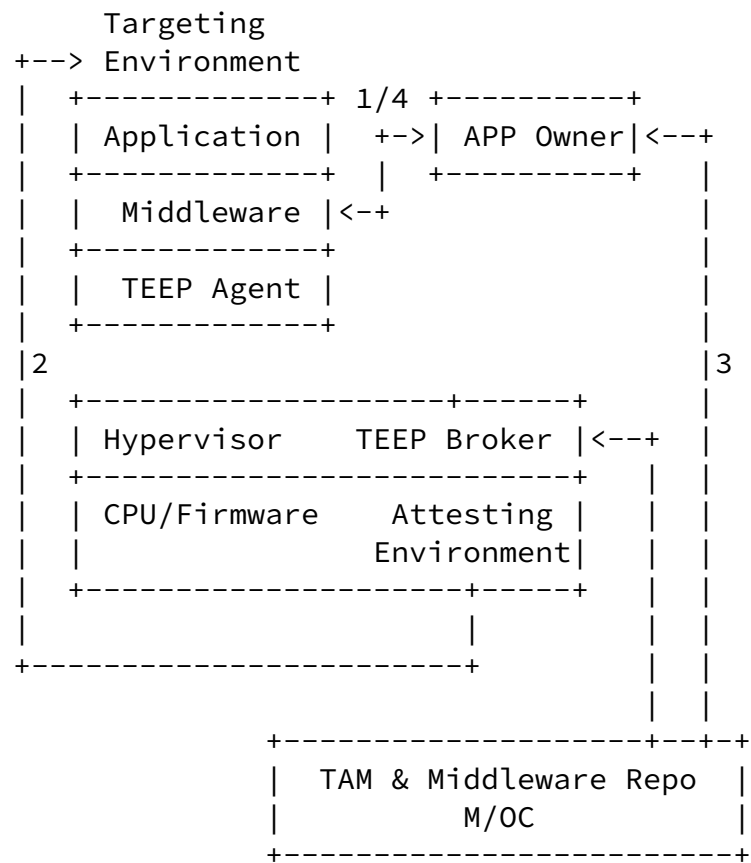 Targeting
Environment
1/4
Application
APP Owner
Middleware
TEEP Agent
2
3
Hypervisor TEEP Broker
CPU/Firmware Attesting
Environment
TAM & Middleware Repo
M/OC